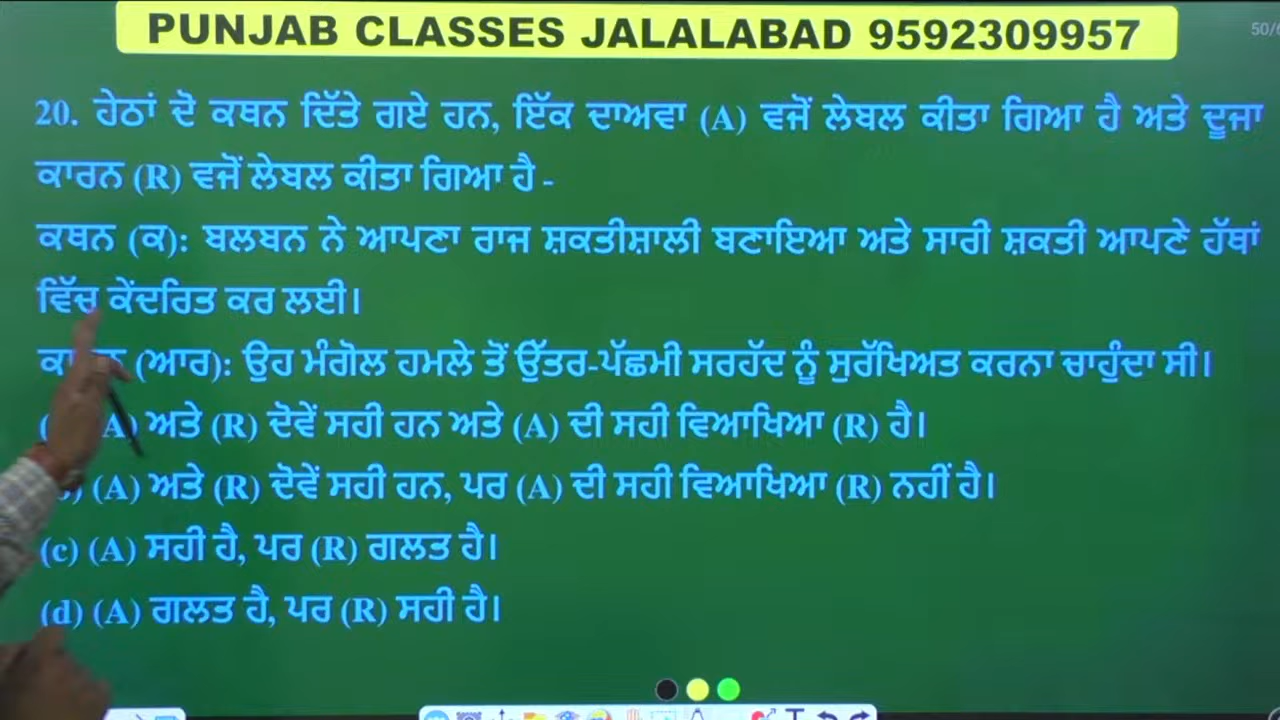 PUNJAB CLASSES JALALABAD 9592309957
50/
20. ਹੇਠਾਂ ਦੋ ਕਥਨ ਦਿੱਤੇ ਗਏ ਹਨ, ਇੱਕ ਦਾਅਵਾ (A) ਵਜੋਂ ਲੇਬਲ ਕੀਤਾ ਗਿਆ ਹੈ ਅਤੇ ਦੂਜਾ
ਕਾਰਨ (R) ਵਜੋਂ ਲੇਬਲ ਕੀਤਾ ਗਿਆ ਹੈ -
ਕਥਨ (ਕ): ਬਲਬਨ ਨੇ ਆਪਣਾ ਰਾਜ ਸ਼ਕਤੀਸ਼ਾਲੀ ਬਣਾਇਆ ਅਤੇ ਸਾਰੀ ਸ਼ਕਤੀ ਆਪਣੇ ਹੱਥਾਂ
ਵਿੱਚ ਕੇਂਦਰਿਤ ਕਰ ਲਈ।
(ਆਰ): ਉਹ ਮੰਗੋਲ ਹਮਲੇ ਤੋਂ ਉੱਤਰ-ਪੱਛਮੀ ਸਰਹੱਦ ਨੂੰ ਸੁਰੱਖਿਅਤ ਕਰਨਾ ਚਾਹੁੰਦਾ ਸੀ।
ਅਤੇ (R) ਦੋਵੇਂ ਸਹੀ ਹਨ ਅਤੇ (A) ਦੀ ਸਹੀ ਵਿਆਖਿਆ (R) ਹੈ।
(A) ਅਤੇ (R) ਦੋਵੇਂ ਸਹੀ ਹਨ, ਪਰ (A) ਦੀ ਸਹੀ ਵਿਆਖਿਆ (R) ਨਹੀਂ ਹੈ।
(c) (A) ਸਹੀ ਹੈ, ਪਰ (R) ਗਲਤ ਹੈ।
(d) (A) ਗਲਤ ਹੈ, ਪਰ (R) ਸਹੀ ਹੈ।